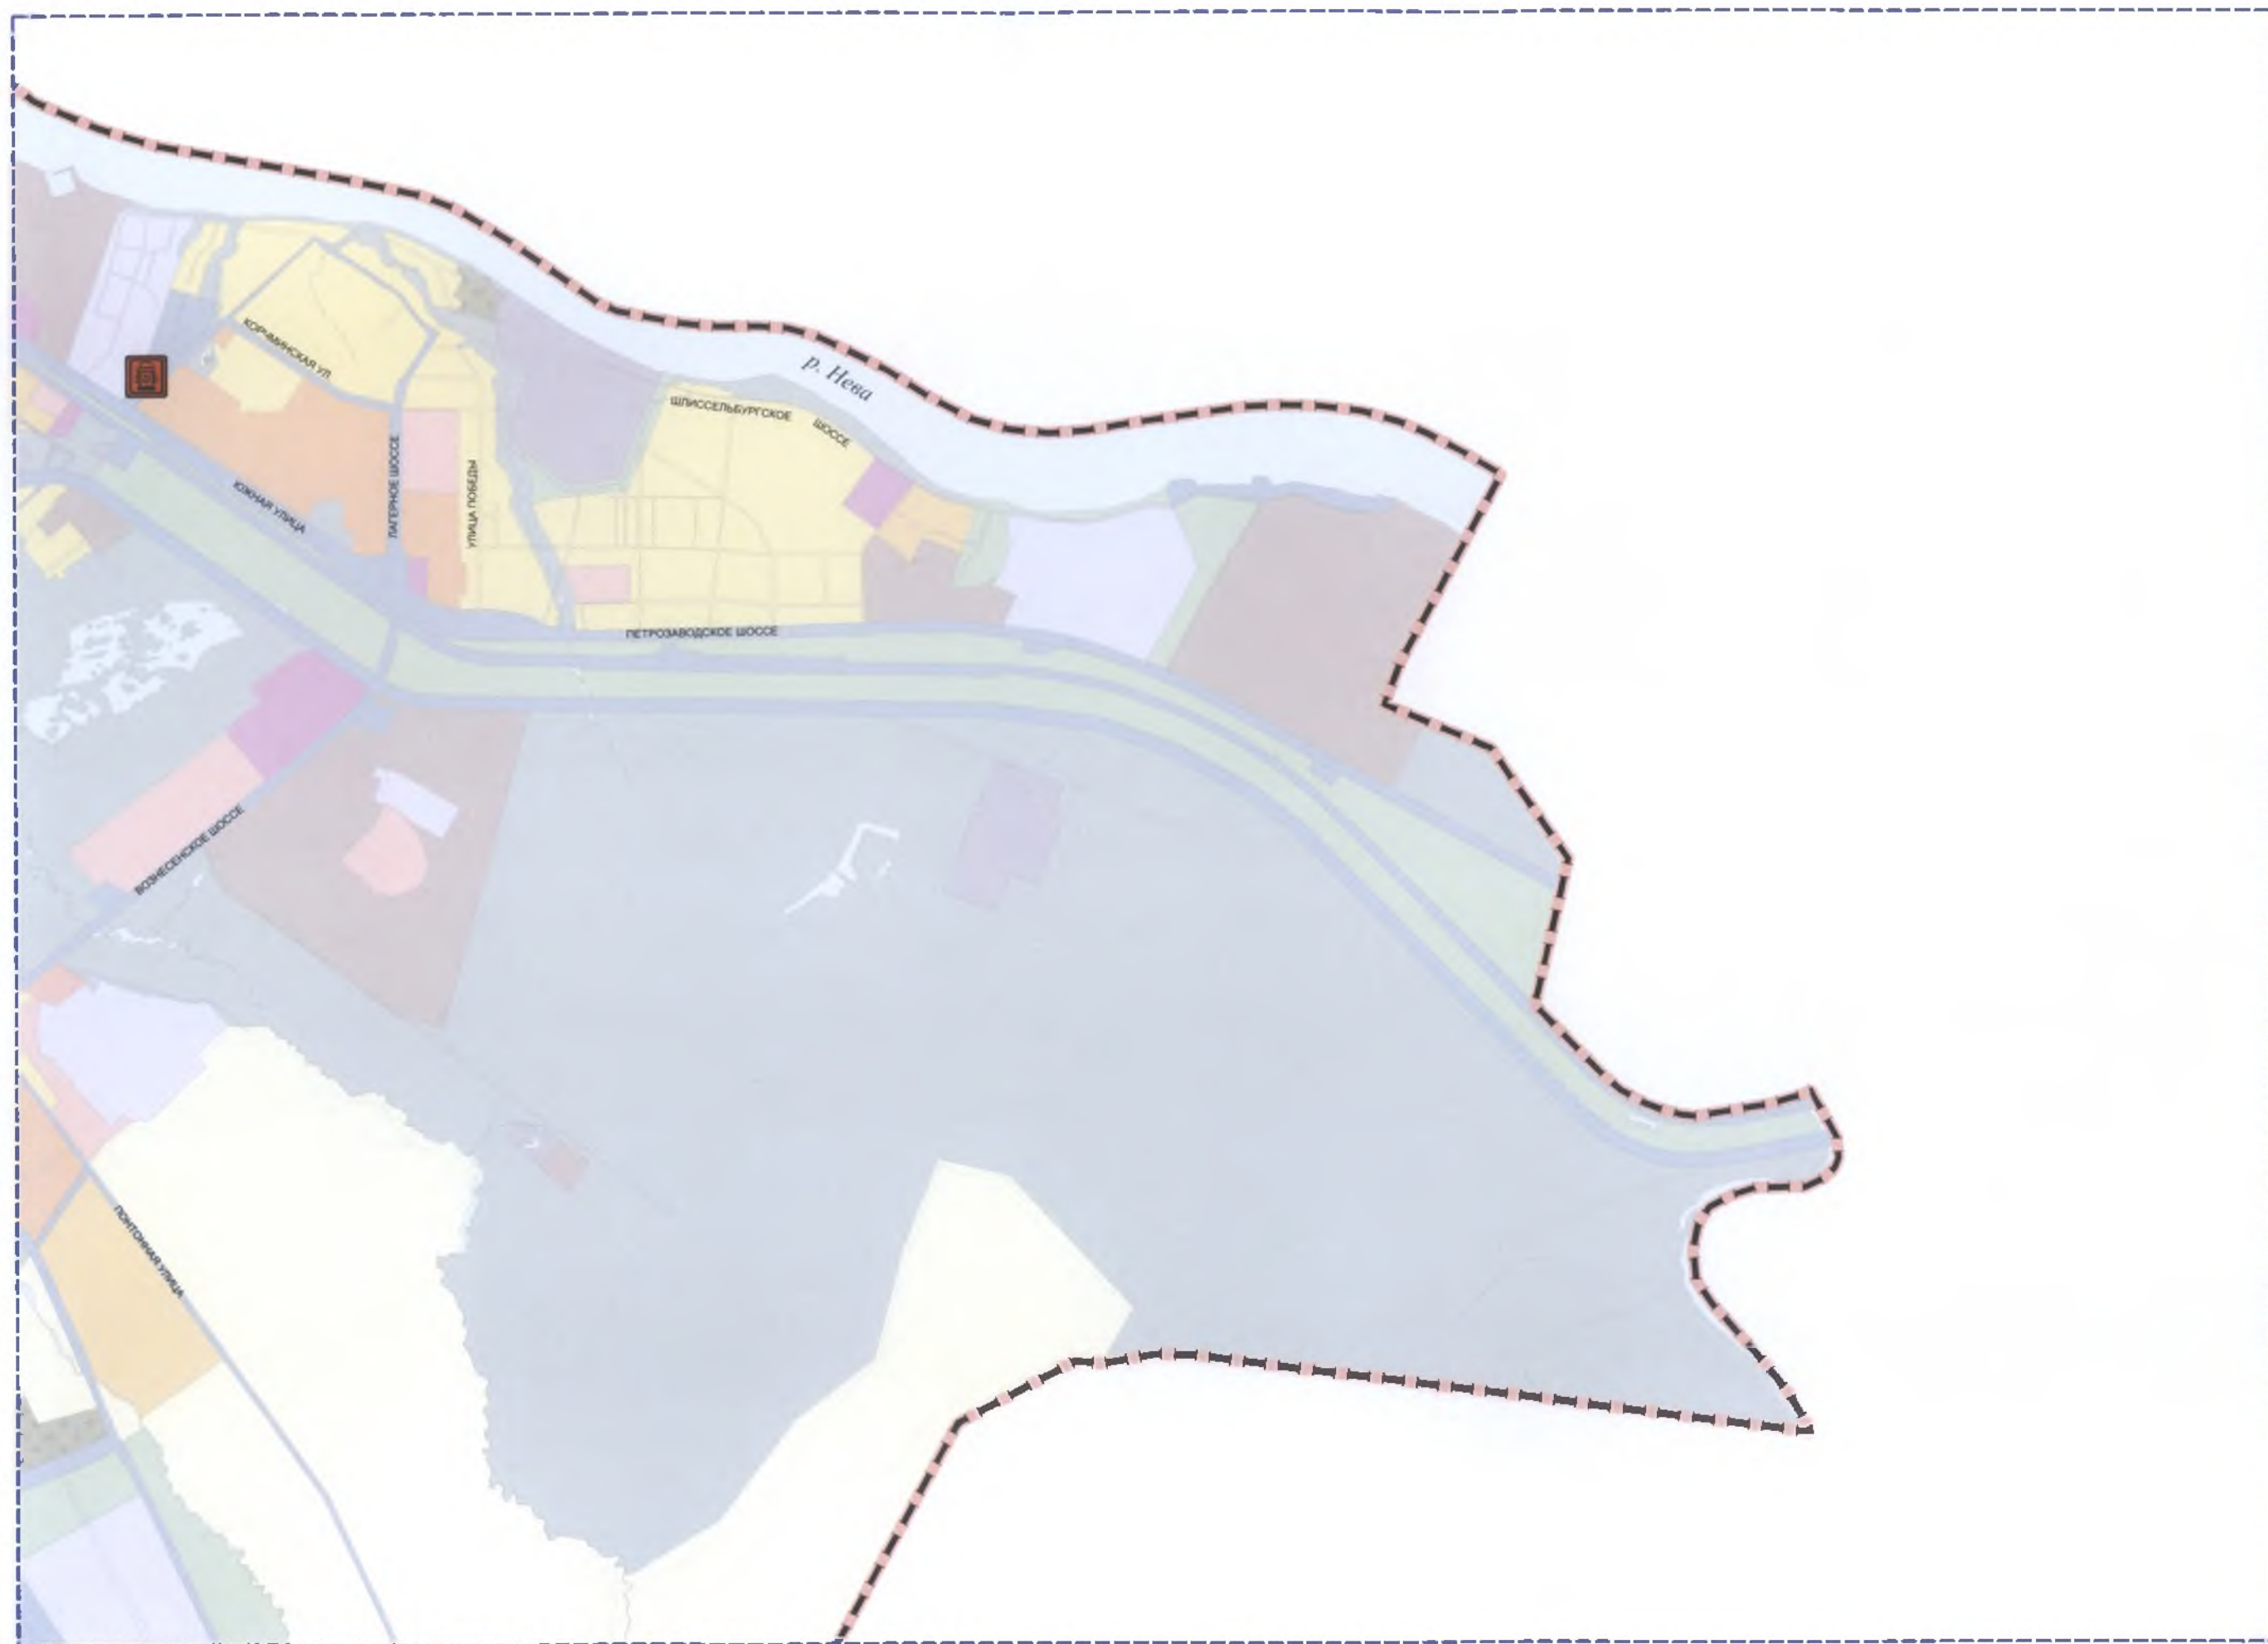 р. Нева
КОРЧМИНСКАЯ УЛ
ШЛИССЕЛЬБУРГСКОЕ ШОССЕ
ЛАГЕРНОЕ ШОССЕ
УЛИЦА ПОБЕДЫ
ЮЖНАЯ УЛИЦА
ПЕТРОЗАВОДСКОЕ ШОССЕ
ВОЗНЕСЕНСКОЕ ШОССЕ
ПОНТОННАЯ УЛИЦА